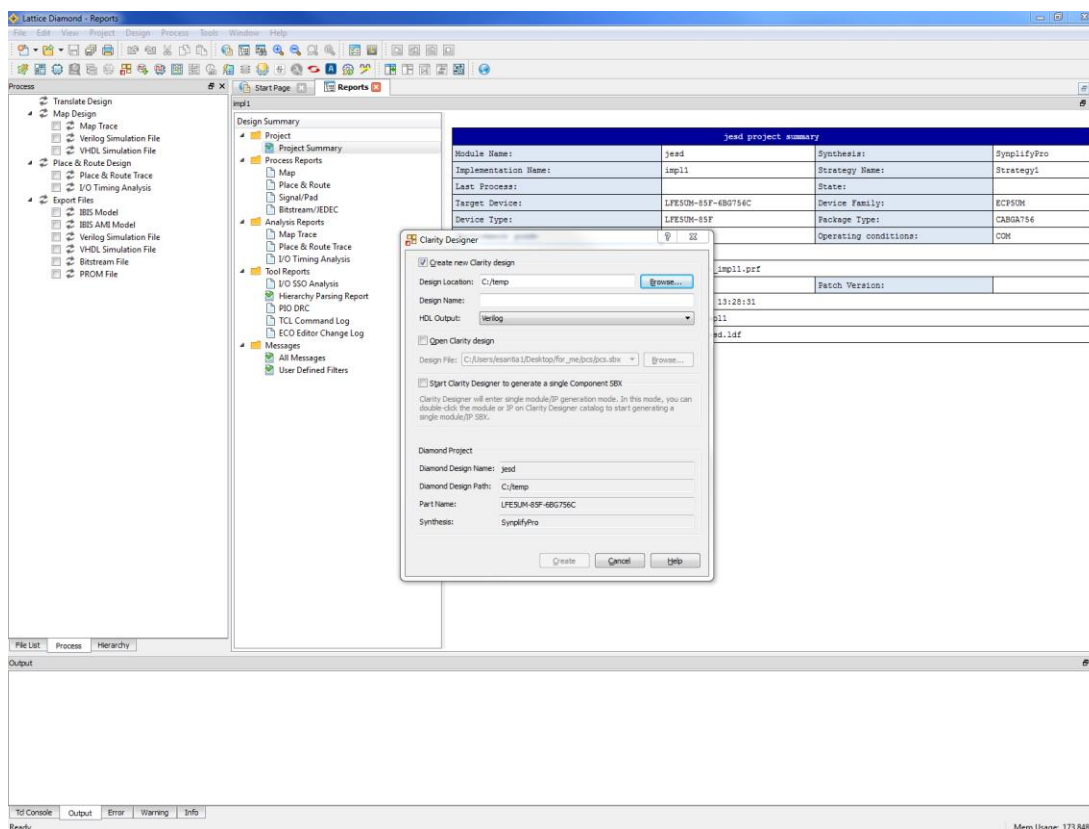 Lattice Diamond - Reports
File Edit View Project Design Process Tools Window Help
Process
Start Page
Reports
Translate Design
Map Design
Map Trace
Verilog Simulation File
VHDL Simulation File
Place & Route Design
Place & Route Trace
I/O Timing Analysis
Export Files
IBIS Model
IBIS AMI Model
Verilog Simulation File
VHDL Simulation File
Bitstream File
PROM File
impl1
Design Summary
Project
Project Summary
Process Reports
Map
Place & Route
Signal/Pad
Bitstream/JEDEC
Analysis Reports
Map Trace
Place & Route Trace
I/O Timing Analysis
Tool Reports
I/O SSO Analysis
Hierarchy Parsing Report
PIO DRC
TCL Command Log
ECO Editor Change Log
Messages
All Messages
User Defined Filters
jesd project summary
Module Name: jesd Synthesis: SynplifyPro
Implementation Name: impl1 Strategy Name: Strategy1
Last Process: State:
Target Device: LFE5UM-85F-6BG756C Device Family: ECP5UM
Device Type: LFE5UM-85F Package Type: CABGA756
Operating conditions: COM
_impl1.prf
Patch Version:
13:28:31
Clarity Designer
Create new Clarity design
Design Location: C:/temp Browse...
Design Name:
HDL Output: Verilog
Open Clarity design
Design File: C:/Users/esantia1/Desktop/for_me/pcs/pcs.sbx Browse...
Start Clarity Designer to generate a single Component SBX
Clarity Designer will enter single module/IP generation mode. In this mode, you can
double-click the module or IP on Clarity Designer catalog to start generating a
single module/IP SBX.
Diamond Project
Diamond Design Name: jesd
Diamond Design Path: C:/temp
Part Name: LFE5UM-85F-6BG756C
Synthesis: SynplifyPro
Create Cancel Help
File List Process Hierarchy
Output
Tcl Console Output Error Warning Info
Ready
Mem Usage: 173,848